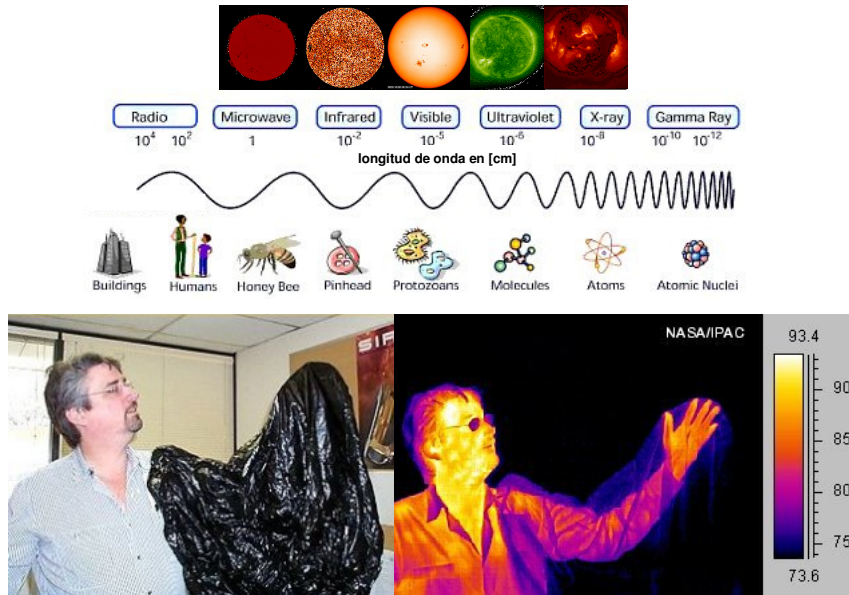 Radio Microwave Infrared Visible Ultraviolet X-ray Gamma Ray
10⁴ 10² 1 10⁻² 10⁻⁵ 10⁻⁶ 10⁻⁸ 10⁻¹⁰ 10⁻¹²
longitud de onda en [cm]
Buildings Humans Honey Bee Pinhead Protozoans Molecules Atoms Atomic Nuclei
SIR
NASA/IPAC
93.4
90
85
80
75
73.6